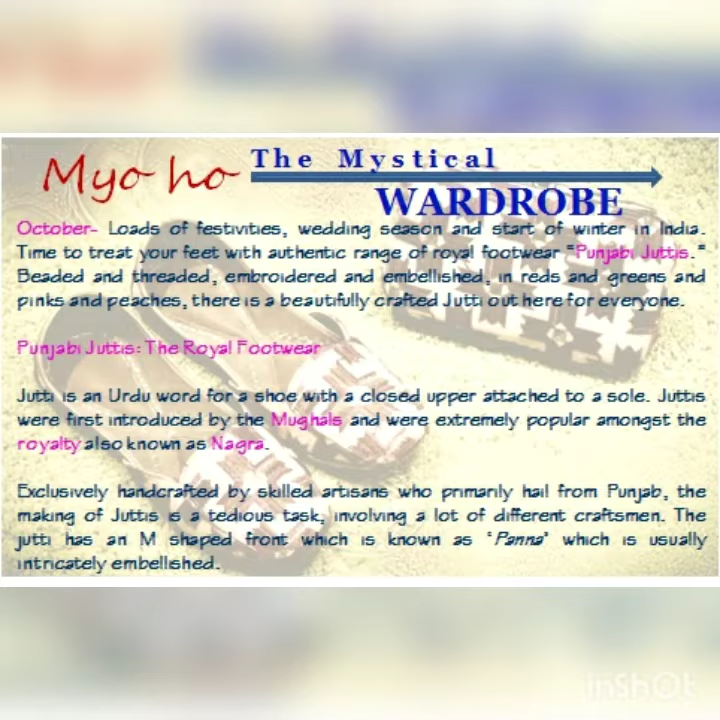 Myo ho The Mystical
WARDROBE
October- Loads of festivities, wedding season and start of winter in India.
Time to treat your feet with authentic range of royal footwear "Punjabi Juttis."
Beaded and threaded, embroidered and embellished, in reds and greens and
pinks and peaches, there is a beautifully crafted Jutti out here for everyone.
Punjabi Juttis: The Royal Footwear
Jutti is an Urdu word for a shoe with a closed upper attached to a sole. Juttis
were first introduced by the Mughals and were extremely popular amongst the
royalty also known as Nagra.
Exclusively handcrafted by skilled artisans who primarily hail from Punjab, the
making of Juttis is a tedious task, involving a lot of different craftsmen. The
jutti has an M shaped front which is known as 'Panna' which is usually
intricately embellished.
InShOt